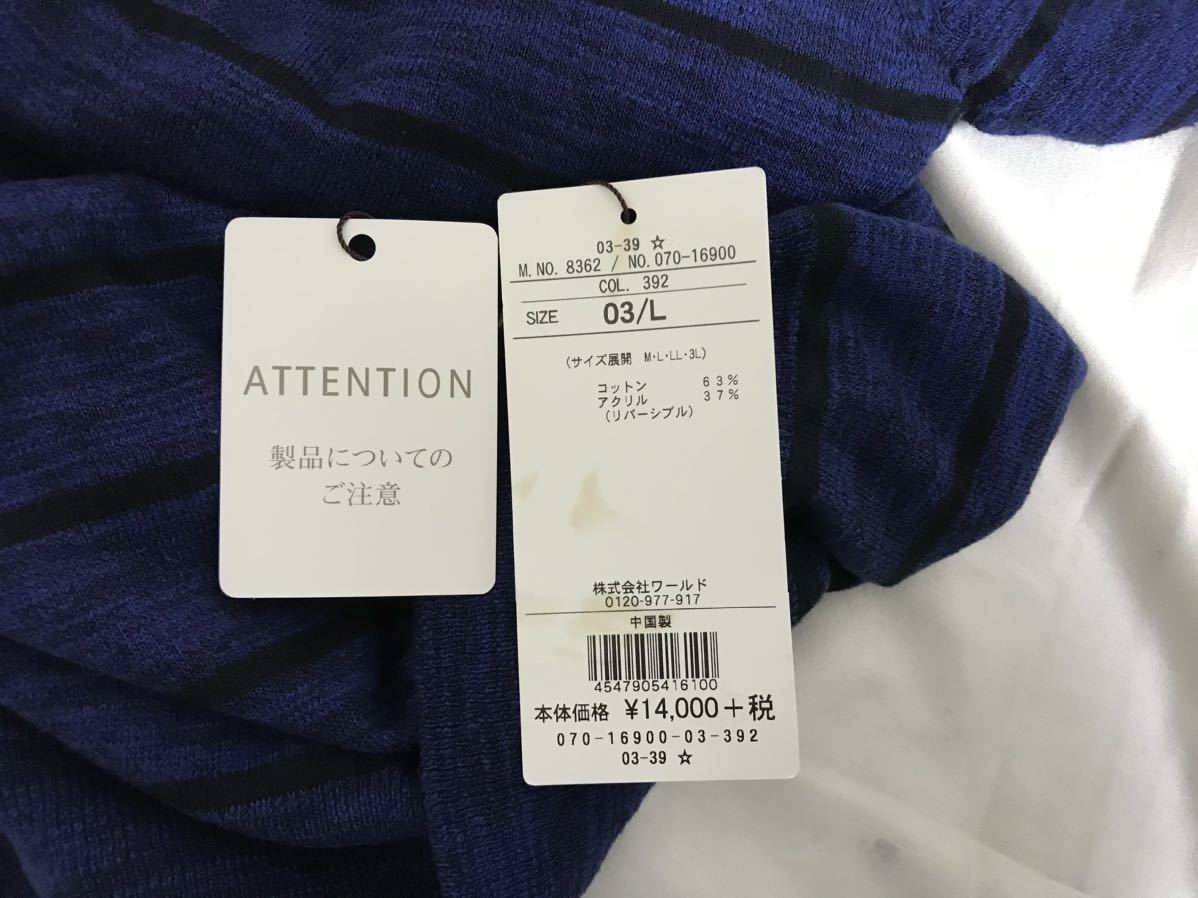 ATTENTION
製品についての
ご注意
03-39 ☆
M.NO. 8362 / NO.070-16900
COL. 392
SIZE 03/L
(サイズ展開 M・L・LL・3L)
コットン 63%
アクリル 37%
(リバーシブル)
株式会社ワールド
0120-977-917
中国製
4547905416100
本体価格 ¥14,000+税
070-16900-03-392
03-39 ☆